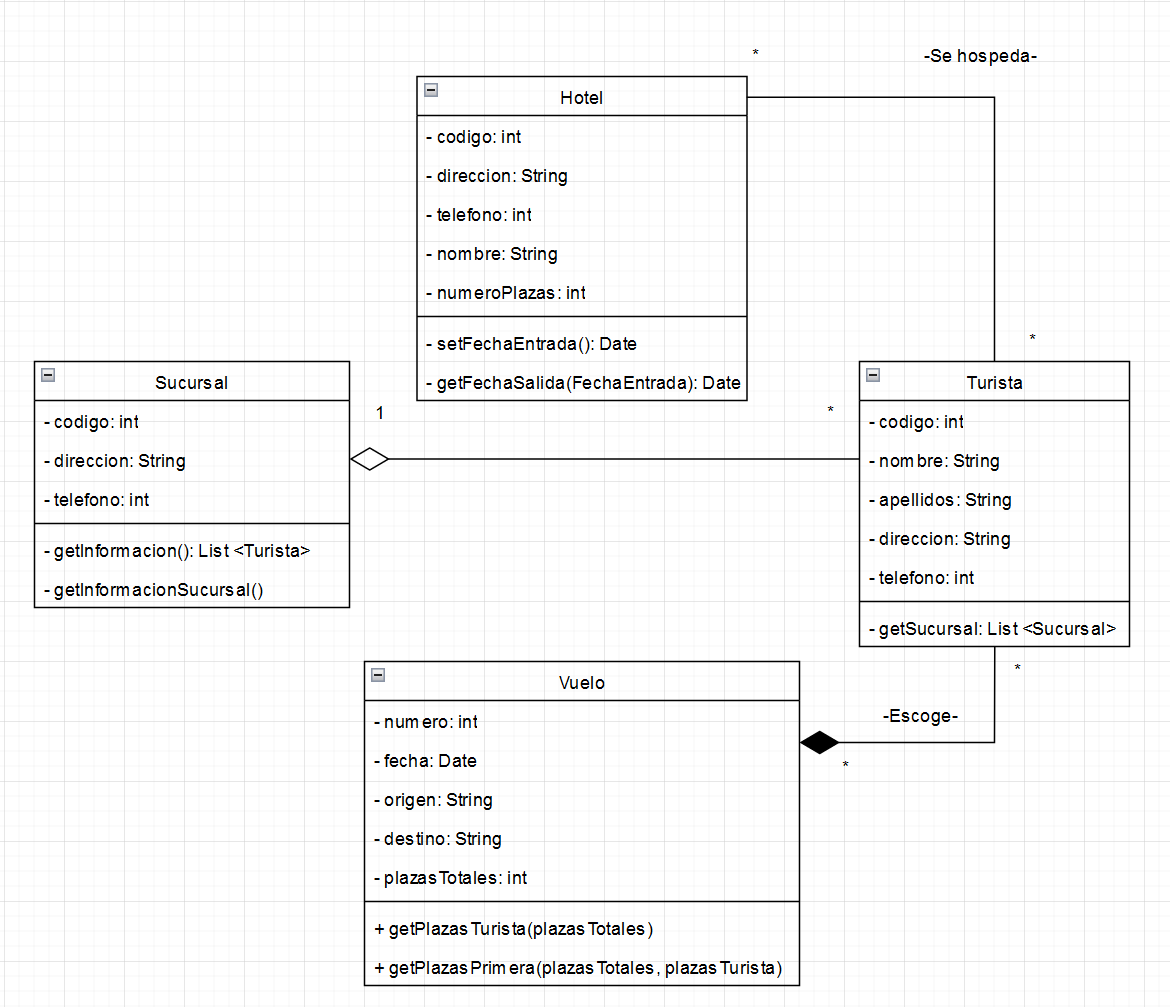 *
-Se hospeda-
Hotel
- codigo: int
- direccion: String
- telefono: int
- nombre: String
- numeroPlazas: int
- setFechaEntrada(): Date
- getFechaSalida(FechaEntrada): Date
*
Sucursal
- codigo: int
- direccion: String
- telefono: int
- getInformacion(): List <Turista>
- getInformacionSucursal()
1
*
Turista
- codigo: int
- nombre: String
- apellidos: String
- direccion: String
- telefono: int
- getSucursal: List <Sucursal>
*
-Escoge-
*
Vuelo
- numero: int
- fecha: Date
- origen: String
- destino: String
- plazasTotales: int
+ getPlazasTurista(plazasTotales)
+ getPlazasPrimera(plazasTotales, plazasTurista)